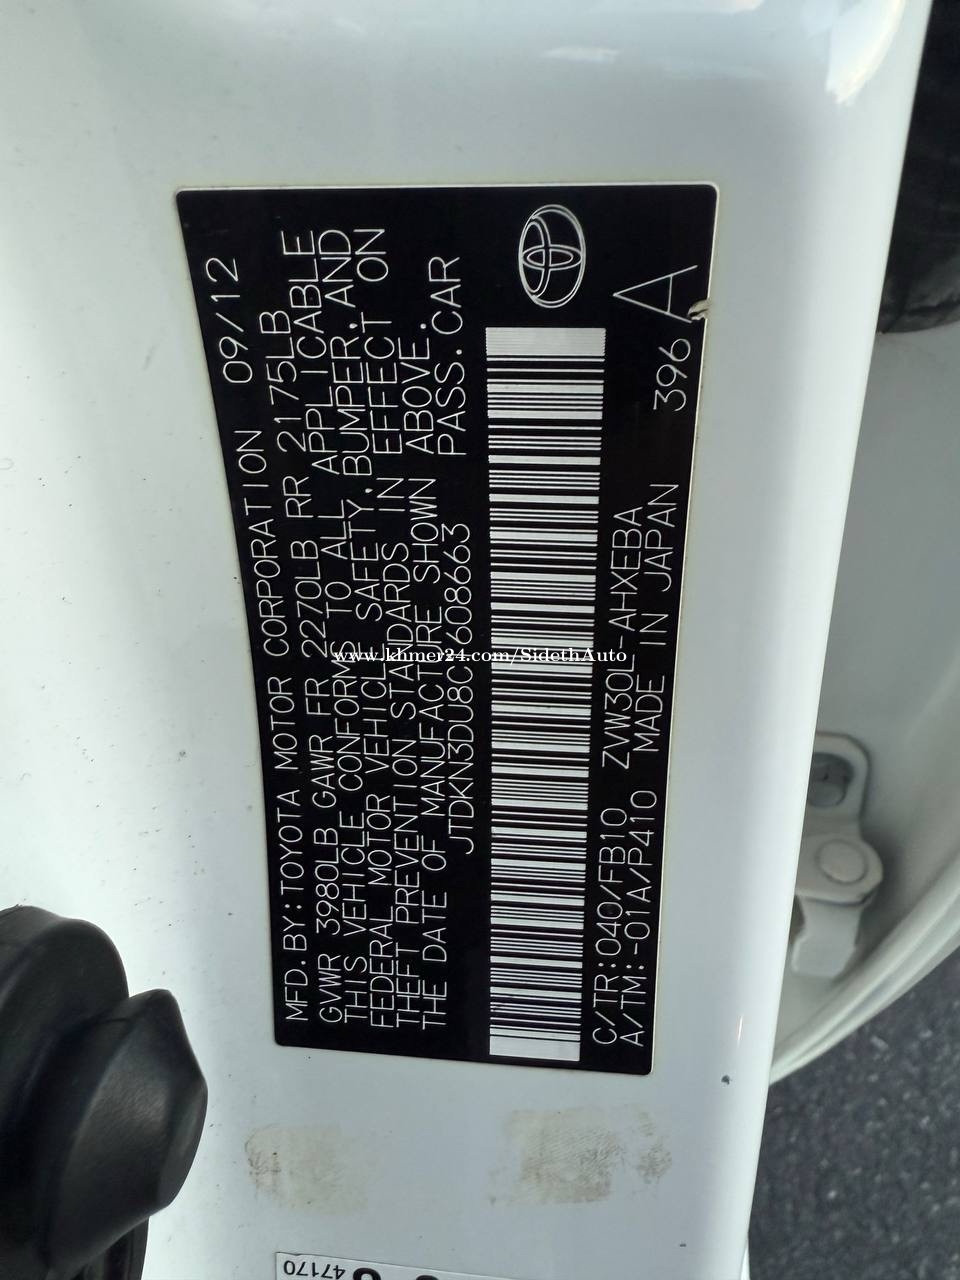 09/12
MFD. BY: TOYOTA MOTOR CORPORATION
GVWR 3980LB GAWR FR 2270LB RR 2175LB
THIS VEHICLE CONFORMS TO ALL APPLICABLE
FEDERAL MOTOR VEHICLE SAFETY, BUMPER, AND
THEFT PREVENTION STANDARDS IN EFFECT ON
THE DATE OF MANUFACTURE SHOWN ABOVE.
JTDKN3DU8C1608663 PASS. CAR
C/TR: 040/FB10 ZVW30L-AHXEBA
A/TM: -01A/P410 MADE IN JAPAN 396 A
www.khmer24.com/SidethAuto
47170